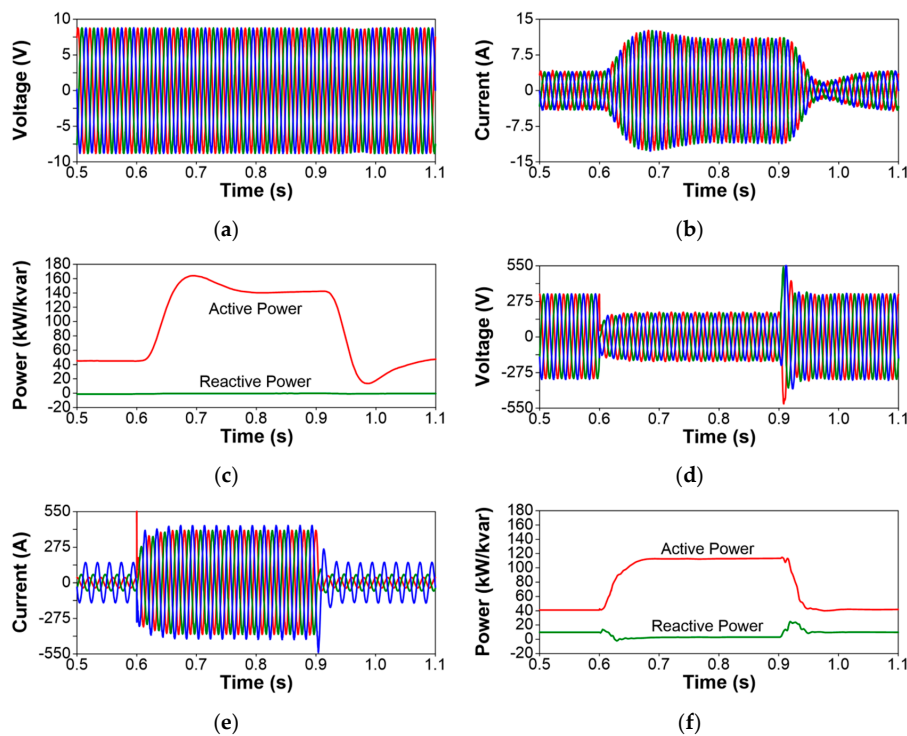 10
5
0
-5
-10
Voltage (V)
0.5 0.6 0.7 0.8 0.9 1.0 1.1
Time (s)
(a)
15
7.5
0
-7.5
-15
Current (A)
0.5 0.6 0.7 0.8 0.9 1.0 1.1
Time (s)
(b)
180
160
140
120
100
80
60
40
20
0
-20
Power (kW/kvar)
Active Power
Reactive Power
0.5 0.6 0.7 0.8 0.9 1.0 1.1
Time (s)
(c)
550
275
0
-275
-550
Voltage (V)
0.5 0.6 0.7 0.8 0.9 1.0 1.1
Time (s)
(d)
550
275
0
-275
-550
Current (A)
0.5 0.6 0.7 0.8 0.9 1.0 1.1
Time (s)
(e)
180
160
140
120
100
80
60
40
20
0
-20
Power (kW/kvar)
Active Power
Reactive Power
0.5 0.6 0.7 0.8 0.9 1.0 1.1
Time (s)
(f)